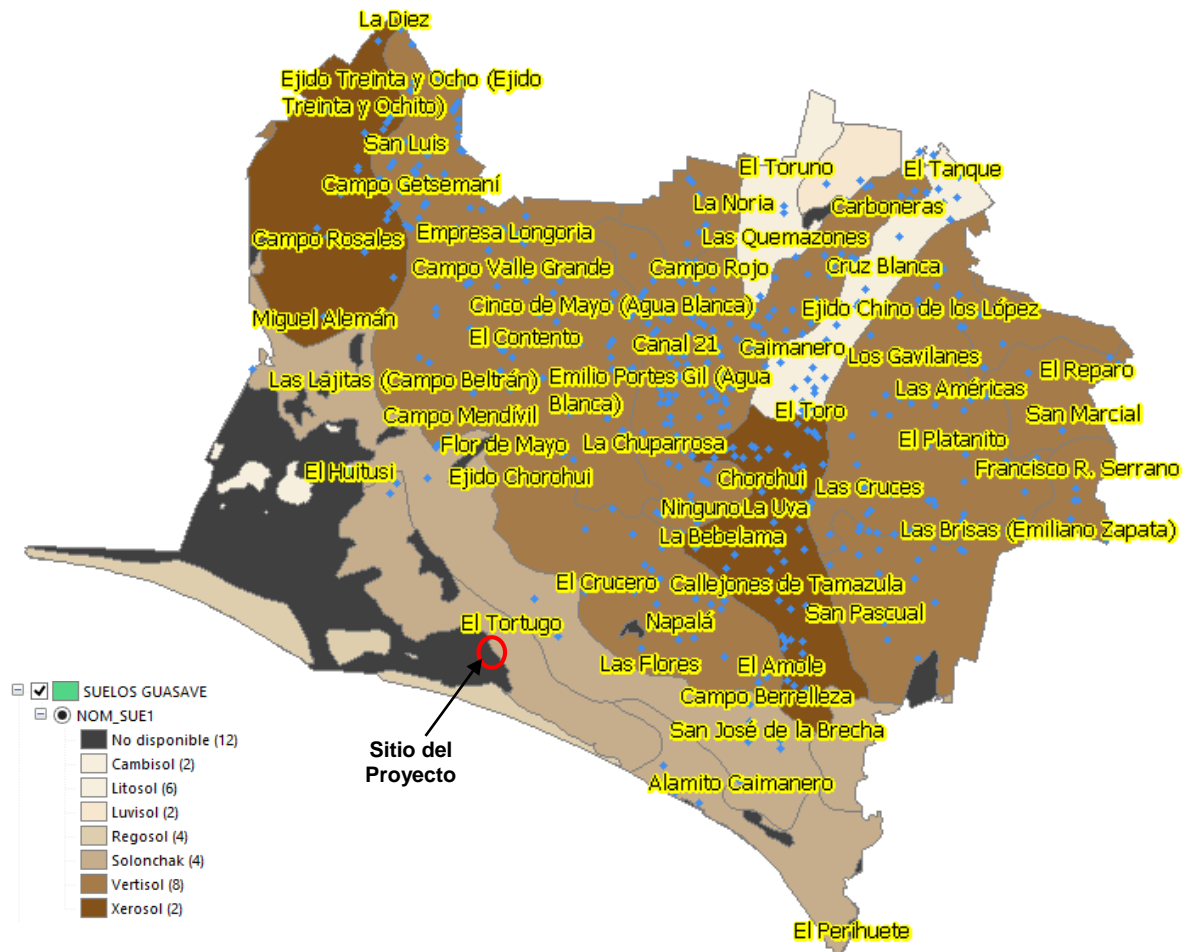 La Diez
Ejido Treinta y Ocho (Ejido
Treinta y Ochito)
San Luis
El Toruno
El Tanque
Campo Getsemaní
La Noria
Carboneras
Campo Rosales
Empresa Longoria
Las Quemazones
Campo Valle Grande
Campo Rojo
Cruz Blanca
Cinco de Mayo (Agua Blanca)
Ejido Chino de los López
Miguel Alemán
El Contento
Canal 21
Caimanero
Los Gavilanes
El Reparo
Las Lajitas (Campo Beltrán)
Emilio Portes Gil (Agua
Blanca)
Las Américas
Campo Mendívil
El Toro
San Marcial
Flor de Mayo
La Chuparrosa
El Platanito
El Huitusi
Ejido Chorohui
Chorohui
Las Cruces
Francisco R. Serrano
Ninguno
La Uva
La Bebelama
Las Brisas (Emiliano Zapata)
El Crucero
Callejones de Tamazula
El Tortugo
Napalá
San Pascual
Las Flores
El Amole
Campo Berrelleza
San José de la Brecha
Alamito Caimanero
El Perihuete
Sitio del
Proyecto
SUELOS GUASAVE
NOM_SUE1
No disponible (12)
Cambisol (2)
Litosol (6)
Luvisol (2)
Regosol (4)
Solonchak (4)
Vertisol (8)
Xerosol (2)